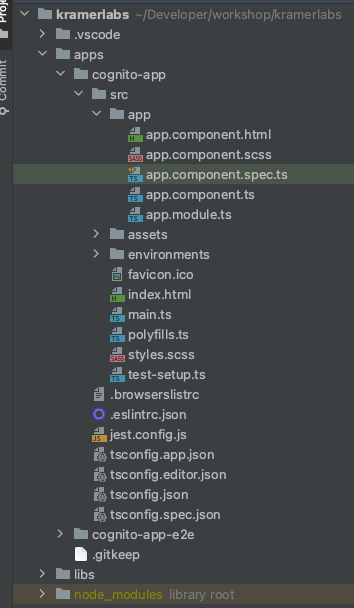 Proj
kramerlabs ~/Developer/workshop/kramerlabs
.vscode
apps
cognito-app
src
app
app.component.html
app.component.scss
app.component.spec.ts
app.component.ts
app.module.ts
assets
environments
favicon.ico
index.html
main.ts
polyfills.ts
styles.scss
test-setup.ts
.browserslistrc
.eslintrc.json
jest.config.js
tsconfig.app.json
tsconfig.editor.json
tsconfig.json
tsconfig.spec.json
cognito-app-e2e
.gitkeep
libs
node_modules library root
Commit